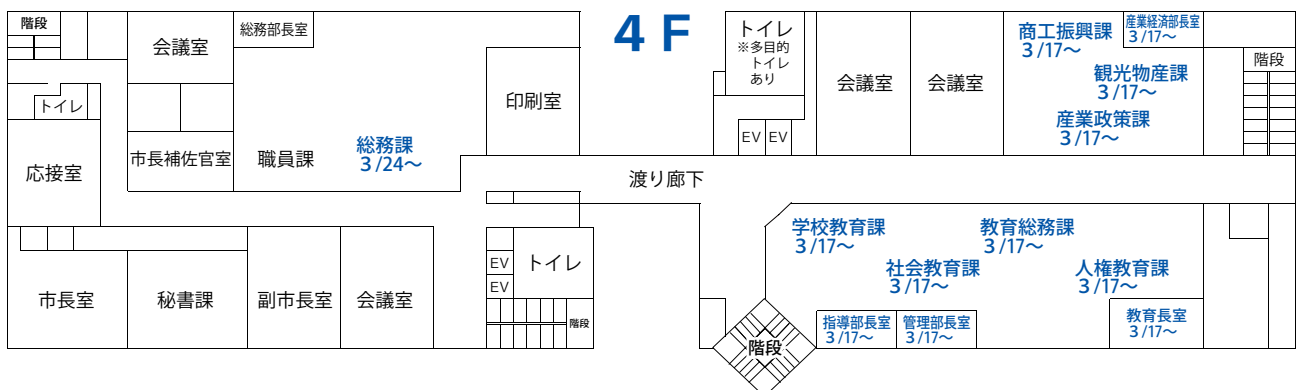 4 F
階段
会議室
総務部長室
トイレ
印刷室
応接室
市長補佐官室
職員課
総務課
3/24〜
市長室
秘書課
副市長室
会議室
EV
EV
トイレ
階段
渡り廊下
トイレ
※多目的
トイレ
あり
EV
EV
会議室
会議室
商工振興課
3/17〜
産業経済部長室
3/17〜
観光物産課
3/17〜
産業政策課
3/17〜
階段
学校教育課
3/17〜
教育総務課
3/17〜
社会教育課
3/17〜
人権教育課
3/17〜
指導部長室
3/17〜
管理部長室
3/17〜
教育長室
3/17〜
階段